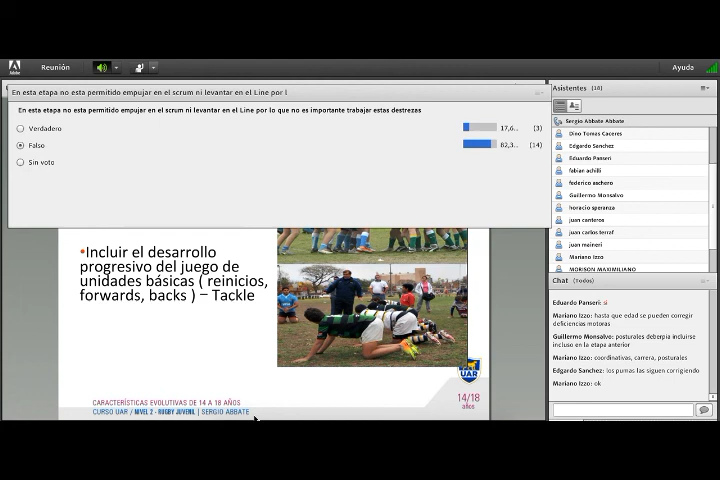 Adobe
Reunión
Ayuda
En esta etapa no esta permitido empujar en el scrum ni levantar en el Line por l
En esta etapa no esta permitido empujar en el scrum ni levantar en el Line por lo que no es importante trabajar estas destrezas
Verdadero 17,6... (3)
Falso 82,3... (14)
Sin voto
•Incluir el desarrollo
progresivo del juego de
unidades básicas ( reinicios,
forwards, backs ) – Tackle
UAR
14/18
años
CARACTERÍSTICAS EVOLUTIVAS DE 14 A 18 AÑOS
CURSO UAR / NIVEL 2 - RUGBY JUVENIL | SERGIO ABBATE
Asistentes (18)
Sergio Abbate Abbate
Dino Tomas Caceres
Edgardo Sanchez
Eduardo Panseri
fabian achilli
federico aschero
Guillermo Monsalvo
horacio speranza
juan canteros
juan carlos terraf
juan maineri
Mariano Izzo
MORISON MAXIMILIANO
Chat (Todos)
Eduardo Panseri: si
Mariano Izzo: hasta que edad se pueden corregir
deficiencias motoras
Guillermo Monsalvo: posturales deberpia incluirse
incluso en el etapa anterior
Mariano Izzo: coordinativas, carrera, posturales
Edgardo Sanchez: los pumas las siguen corrigiendo
Mariano Izzo: ok